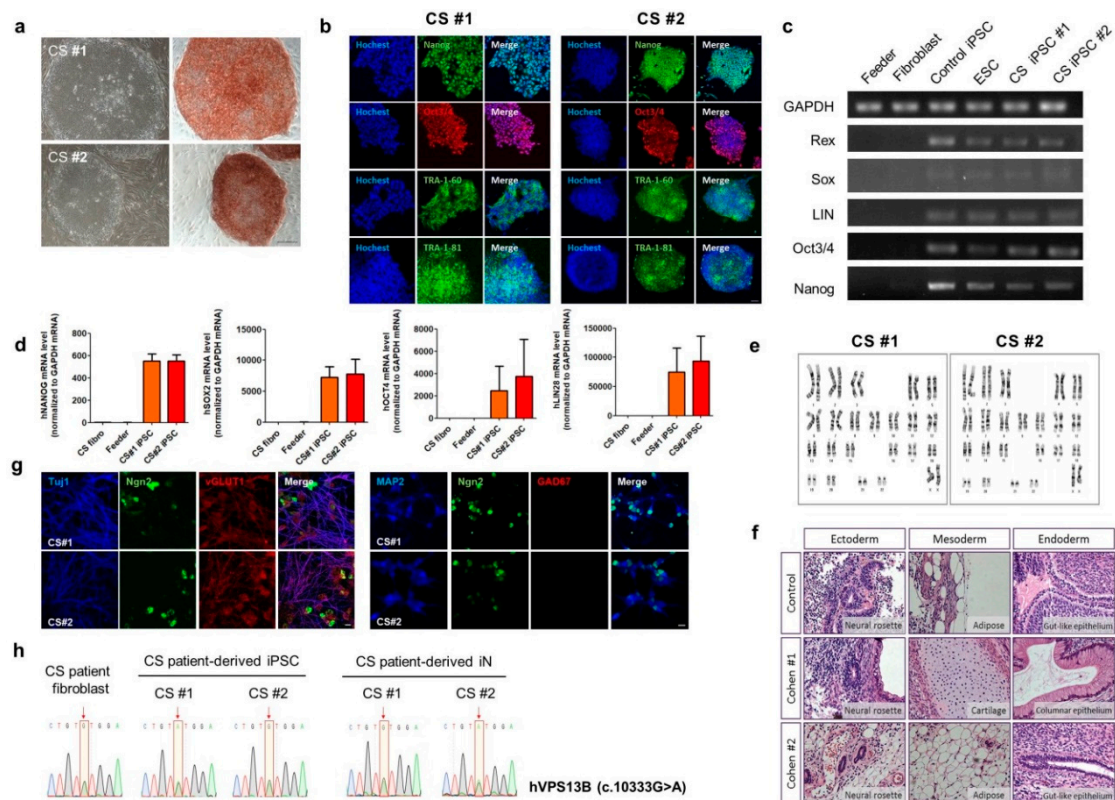 a
CS #1
CS #2
b
CS #1
CS #2
Hochest Nanog Merge Hochest Nanog Merge
Hochest Oct3/4 Merge Hochest Oct3/4 Merge
Hochest TRA-1-60 Merge Hochest TRA-1-60 Merge
Hochest TRA-1-81 Merge Hochest TRA-1-81 Merge
c
Feeder
Fibroblast
Control iPSC
ESC
CS iPSC #1
CS iPSC #2
GAPDH
Rex
Sox
LIN
Oct3/4
Nanog
d
hNANOG mRNA level
(normalized to GAPDH mRNA)
800
600
400
200
0
CS fibro
Feeder
CS#1 iPSC
CS#2 iPSC
hSOX2 mRNA level
(normalized to GAPDH mRNA)
15000
10000
5000
0
CS fibro
Feeder
CS#1 iPSC
CS#2 iPSC
hOCT4 mRNA level
(normalized to GAPDH mRNA)
8000
6000
4000
2000
0
CS fibro
Feeder
CS#1 iPSC
CS#2 iPSC
hLIN28 mRNA level
(normalized to GAPDH mRNA)
150000
100000
75000
50000
25000
0
CS fibro
Feeder
CS#1 iPSC
CS#2 iPSC
e
CS #1
CS #2
f
Ectoderm
Mesoderm
Endoderm
Control
Neural rosette
Adipose
Gut-like epithelium
Cohen #1
Neural rosette
Cartilage
Columnar epithelium
Cohen #2
Neural rosette
Adipose
Gut-like epithelium
g
Tuj1 Ngn2 vGLUT1 Merge
CS#1
CS#2
MAP2 Ngn2 GAD67 Merge
CS#1
CS#2
h
CS patient
fibroblast
CS patient-derived iPSC
CS #1
CS #2
CS patient-derived iN
CS #1
CS #2
hVPS13B (c.10333G>A)